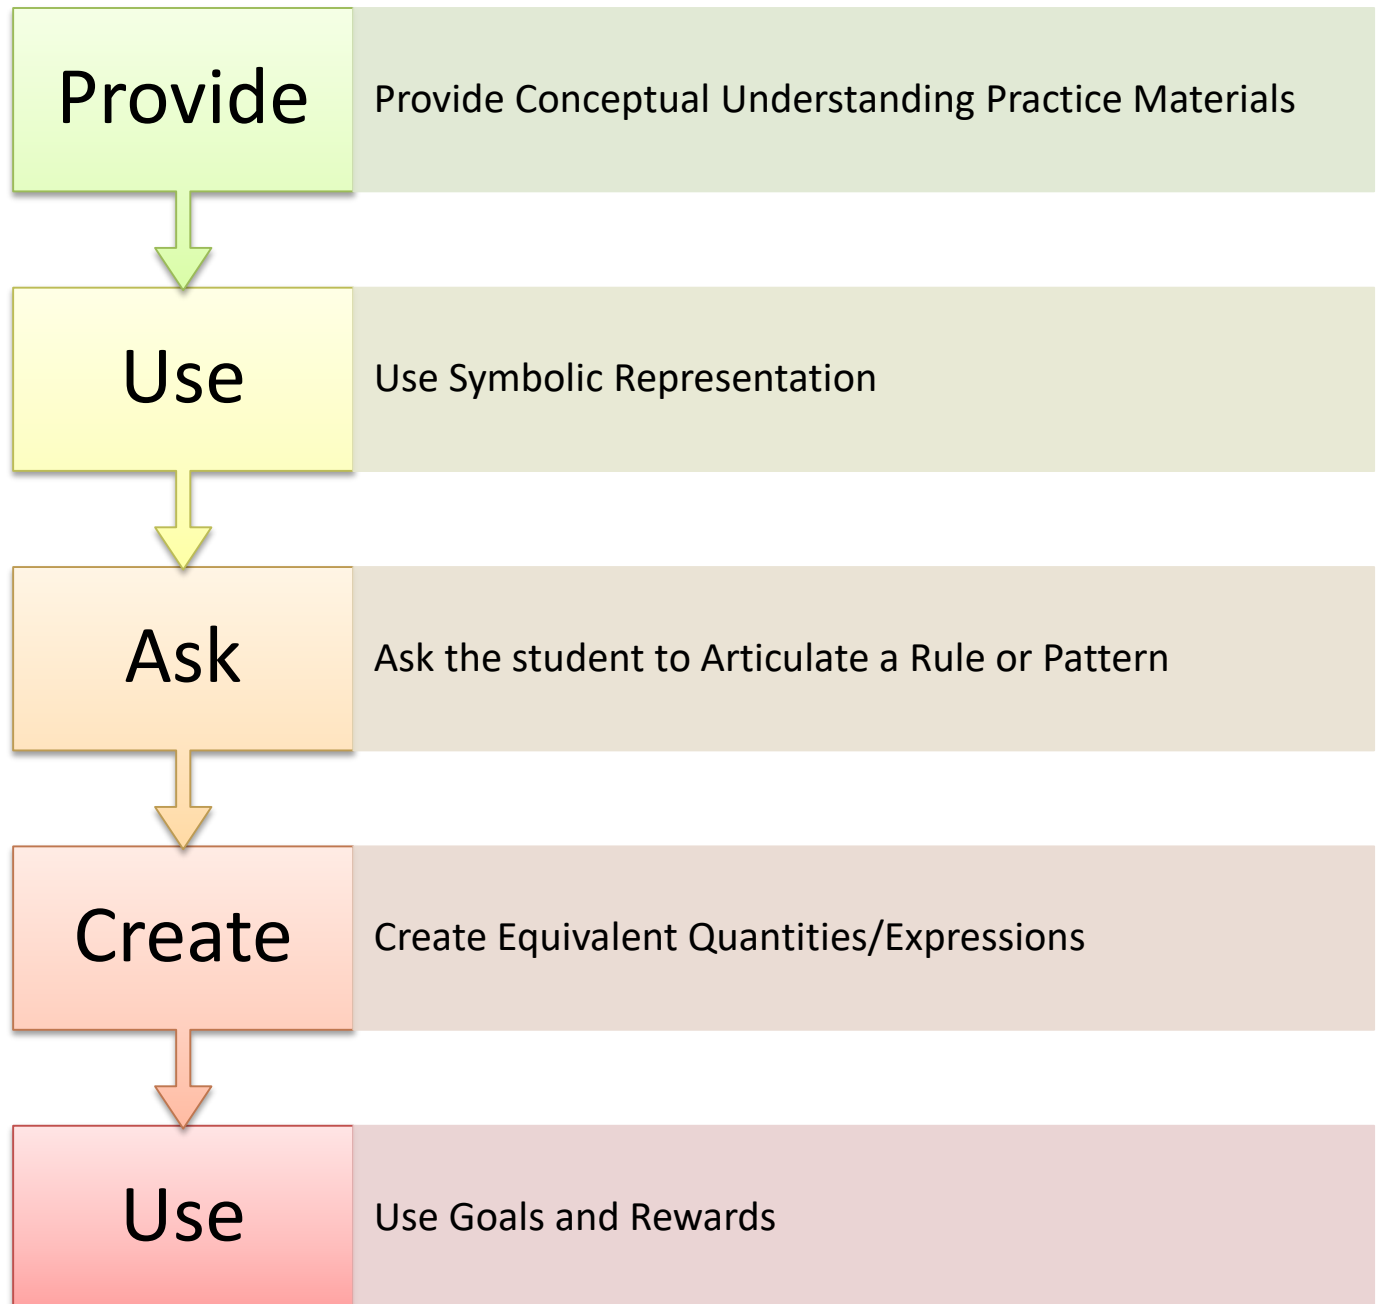 Provide
Provide Conceptual Understanding Practice Materials
Use
Use Symbolic Representation
Ask
Ask the student to Articulate a Rule or Pattern
Create
Create Equivalent Quantities/Expressions
Use
Use Goals and Rewards